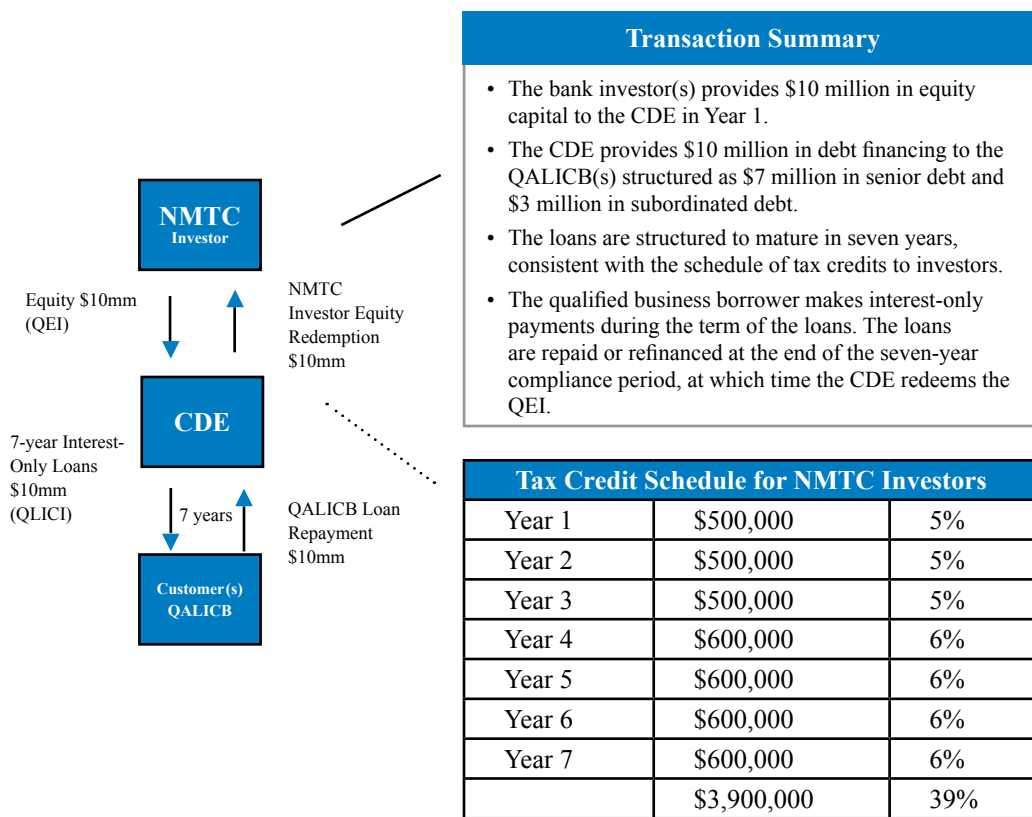 NMTC
Investor
Equity $10mm
(QEI)
NMTC
Investor Equity
Redemption
$10mm
CDE
7-year Interest-
Only Loans
$10mm
(QLICI)
7 years
QALICB Loan
Repayment
$10mm
Customer(s)
QALICB
Transaction Summary
• The bank investor(s) provides $10 million in equity
capital to the CDE in Year 1.
• The CDE provides $10 million in debt financing to the
QALICB(s) structured as $7 million in senior debt and
$3 million in subordinated debt.
• The loans are structured to mature in seven years,
consistent with the schedule of tax credits to investors.
• The qualified business borrower makes interest-only
payments during the term of the loans. The loans
are repaid or refinanced at the end of the seven-year
compliance period, at which time the CDE redeems the
QEI.
Tax Credit Schedule for NMTC Investors
Year 1 $500,000 5%
Year 2 $500,000 5%
Year 3 $500,000 5%
Year 4 $600,000 6%
Year 5 $600,000 6%
Year 6 $600,000 6%
Year 7 $600,000 6%
$3,900,000 39%